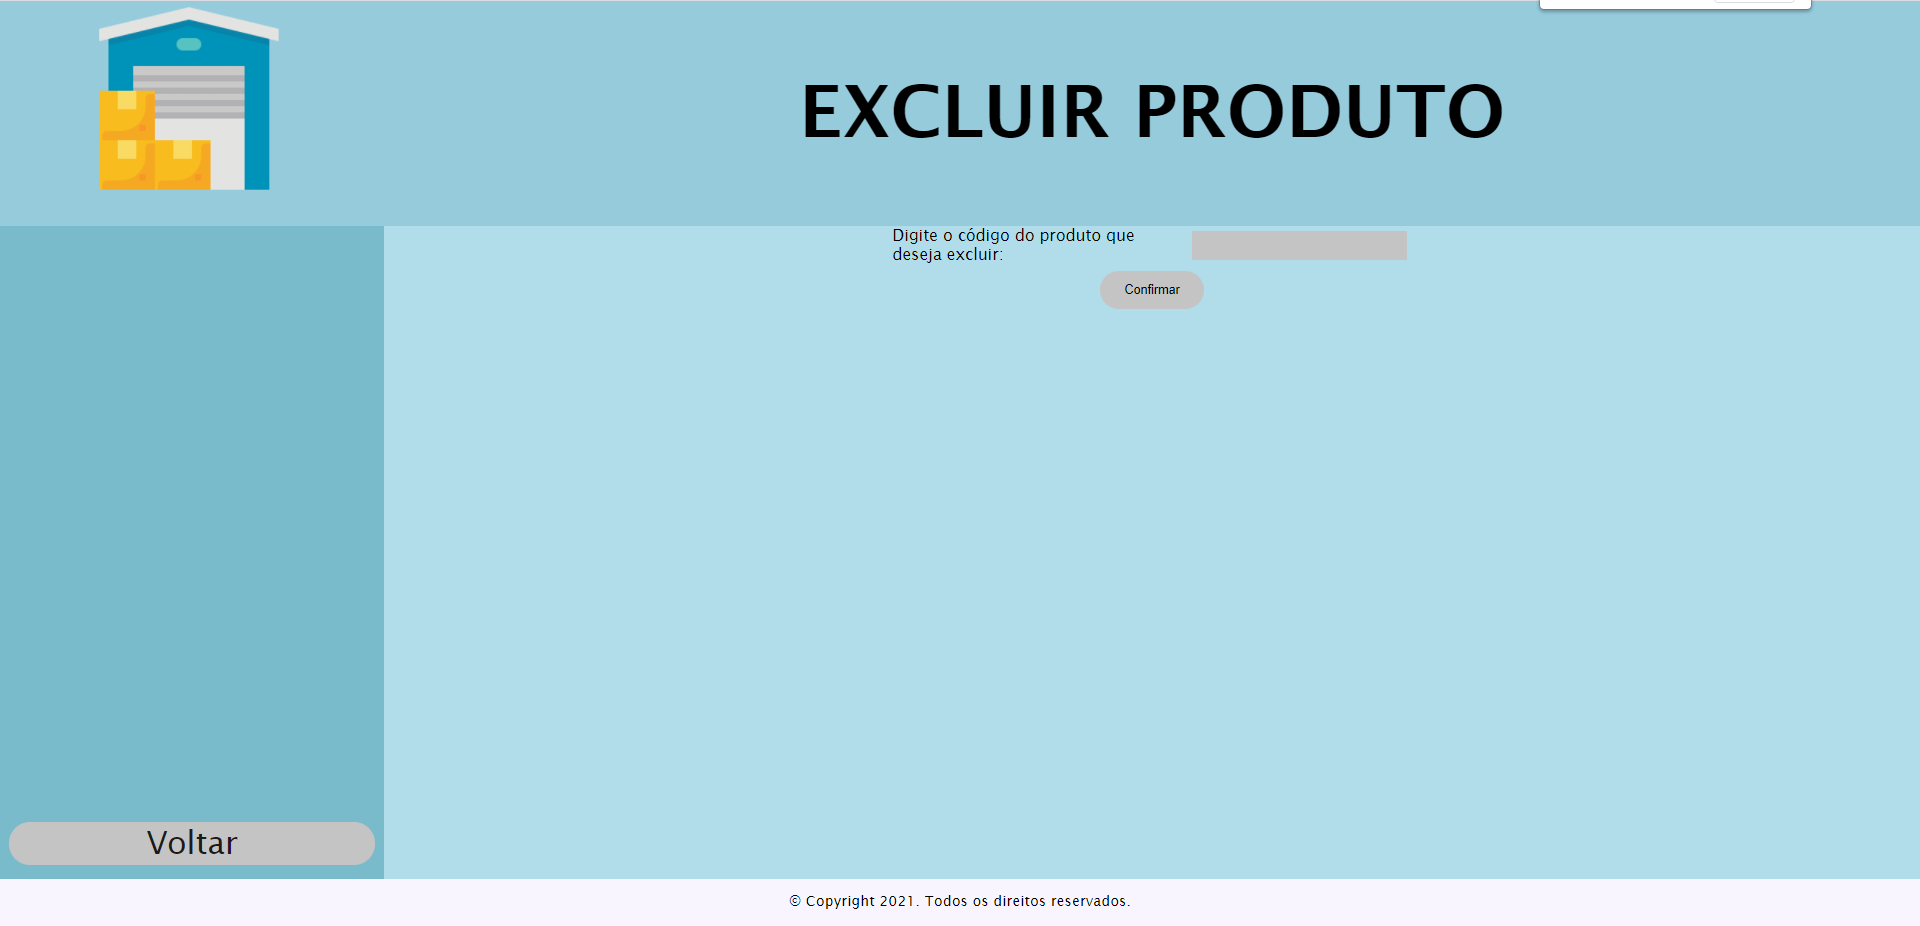 EXCLUIR PRODUTO
Digite o código do produto que
deseja excluir:
Confirmar
Voltar
© Copyright 2021. Todos os direitos reservados.